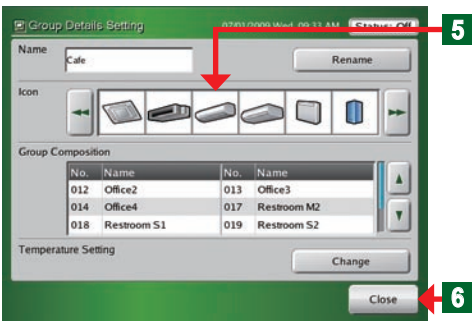 Group Details Setting 07/01/2009 Wed 09:33 AM Status: Off
5
Name
Cafe
Rename
Icon
Group Composition
No. Name No. Name
012 Office2 013 Office3
014 Office4 017 Restroom M2
018 Restroom S1 019 Restroom S2
Temperature Setting
Change
Close
6